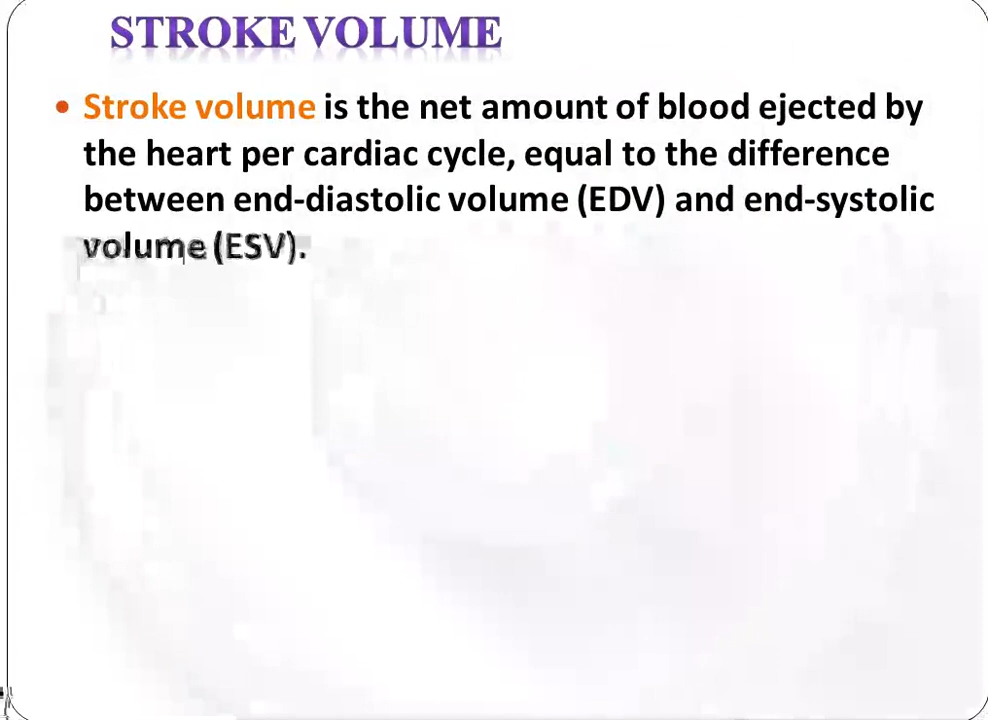 STROKE VOLUME
• Stroke volume is the net amount of blood ejected by
the heart per cardiac cycle, equal to the difference
between end-diastolic volume (EDV) and end-systolic
volume (ESV).